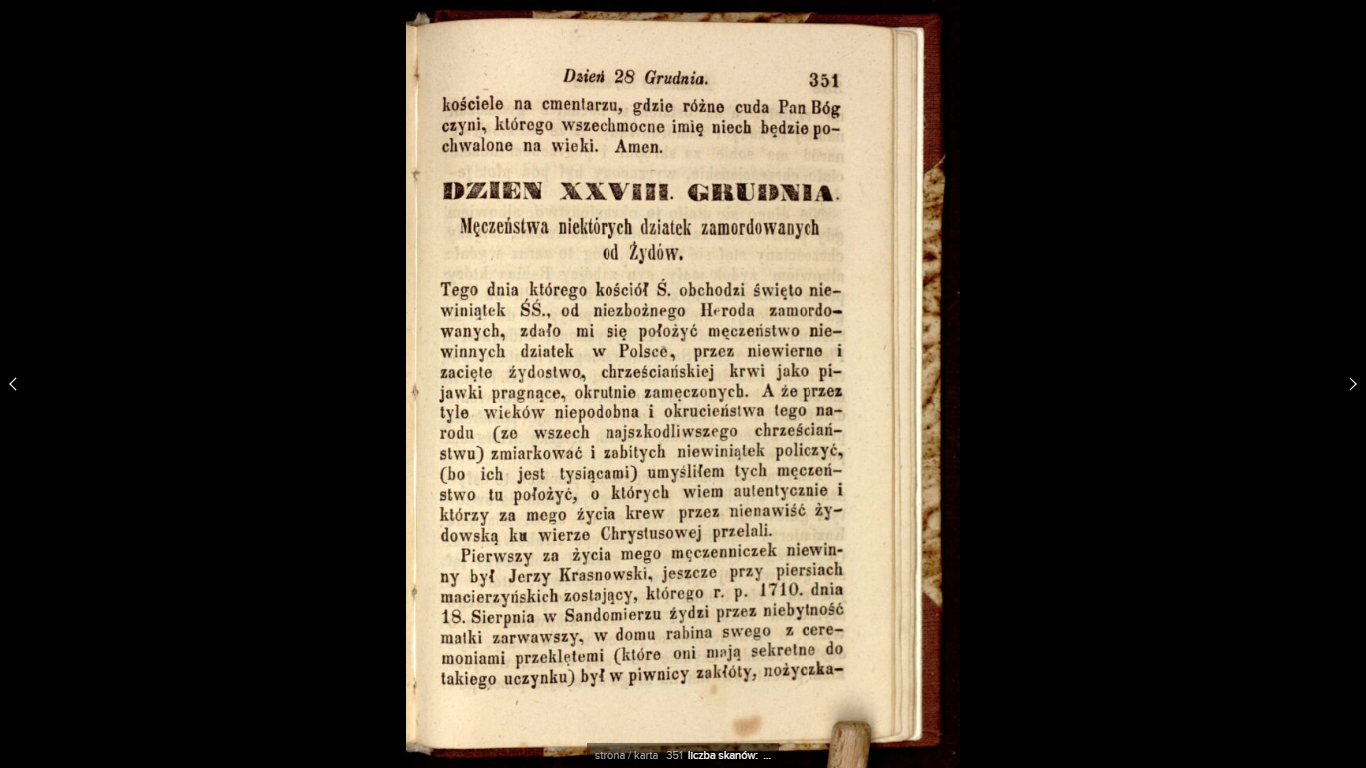 Dzień 28 Grudnia. 351
kościele na cmentarzu, gdzie różne cuda Pan Bóg
czyni, którego wszechmocne imię niech będzie po-
chwalone na wieki. Amen.
DZIEN XXVIII. GRUDNIA.
Męczeństwa niektórych dziatek zamordowanych
od Żydów.
Tego dnia którego kościół Ś. obchodzi święto nie-
winiątek ŚŚ., od niezbożnego Heroda zamordo-
wanych, zdało mi się położyć męczeństwo nie-
winnych dziatek w Polsce, przez niewierne i
zacięte żydostwo, chrześciańskiej krwi jako pi-
jawki pragnące, okrutnie zamęczonych. A że przez
tyle wieków niepodobna i okrucieństwa tego na-
rodu (ze wszech najszkodliwszego chrześciań-
stwu) zmiarkować i zabitych niewiniątek policzyć,
(bo ich jest tysiącami) umyśliłem tych męczeń-
stwo tu położyć, o których wiem autentycznie i
którzy za mego życia krew przez nienawiść ży-
dowską ku wierze Chrystusowej przelali.
Pierwszy za życia mego męczenniczek niewin-
ny był Jerzy Krasnowski, jeszcze przy piersiach
macierzyńskich zostający, którego r. p. 1710. dnia
18. Sierpnia w Sandomierzu żydzi przez niebytność
matki zarwawszy, w domu rabina swego z cere-
moniami przeklętemi (które oni mają sekretne do
takiego uczynku) był w piwnicy zakłóty, nożyczka-
strona / karta 351 liczba skanów: ...